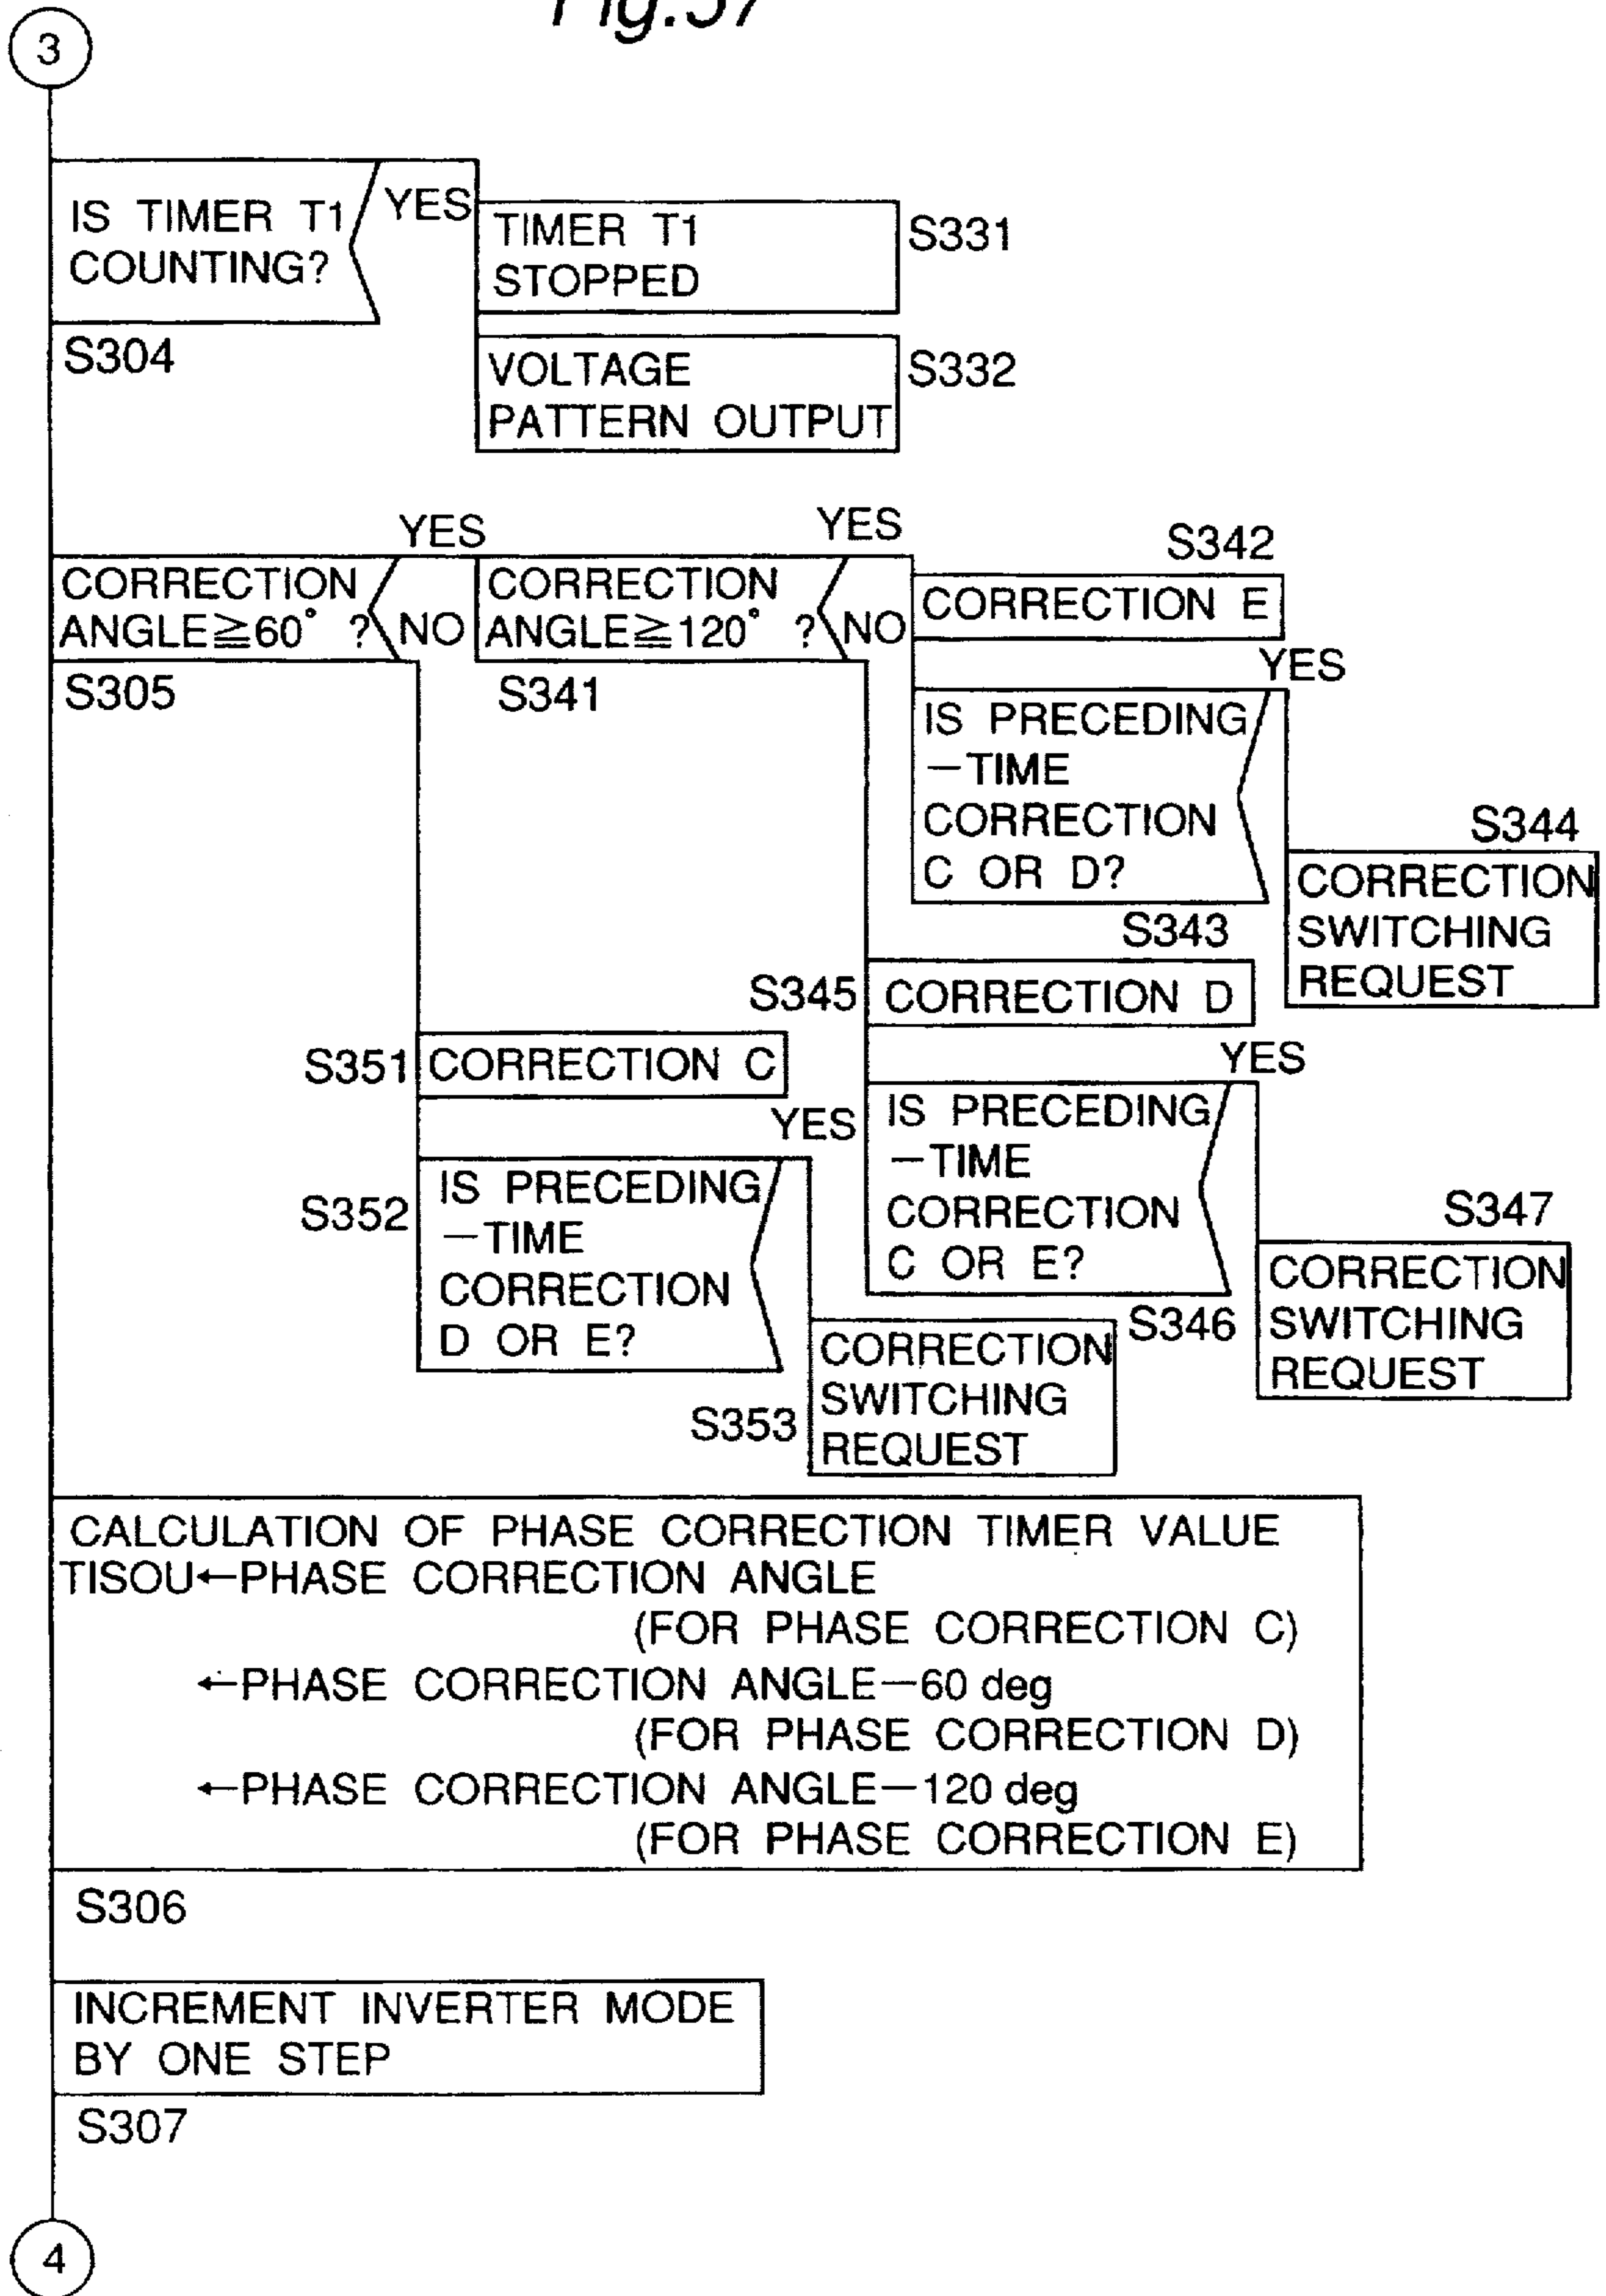 Fig.37
3
IS TIMER T1
COUNTING?
YES
S304
TIMER T1
STOPPED
S331
VOLTAGE
PATTERN OUTPUT
S332
CORRECTION
ANGLE≧60° ?
YES
NO
S305
CORRECTION
ANGLE≧120° ?
YES
NO
S341
S342
CORRECTION E
YES
IS PRECEDING
—TIME
CORRECTION
C OR D?
S343
S344
CORRECTION
SWITCHING
REQUEST
S345
CORRECTION D
YES
IS PRECEDING
—TIME
CORRECTION
C OR E?
S346
S347
CORRECTION
SWITCHING
REQUEST
S351
CORRECTION C
YES
S352
IS PRECEDING
—TIME
CORRECTION
D OR E?
S353
CORRECTION
SWITCHING
REQUEST
CALCULATION OF PHASE CORRECTION TIMER VALUE
TISOU←PHASE CORRECTION ANGLE
(FOR PHASE CORRECTION C)
←PHASE CORRECTION ANGLE—60 deg
(FOR PHASE CORRECTION D)
←PHASE CORRECTION ANGLE—120 deg
(FOR PHASE CORRECTION E)
S306
INCREMENT INVERTER MODE
BY ONE STEP
S307
4